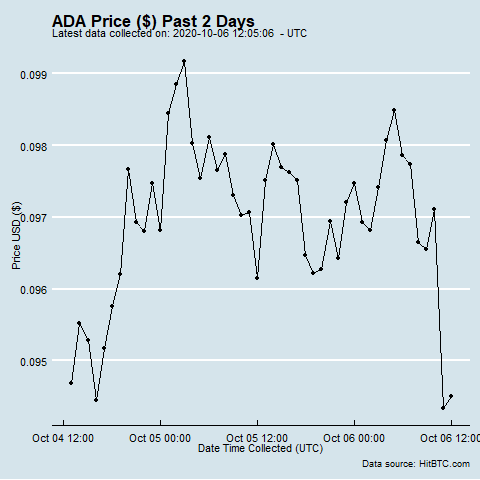 ADA Price ($) Past 2 Days
Latest data collected on: 2020-10-06 12:05:06 - UTC
0.099
0.098
0.097
0.096
0.095
Price USD ($)
Oct 04 12:00
Oct 05 00:00
Oct 05 12:00
Oct 06 00:00
Oct 06 12:00
Date Time Collected (UTC)
Data source: HitBTC.com